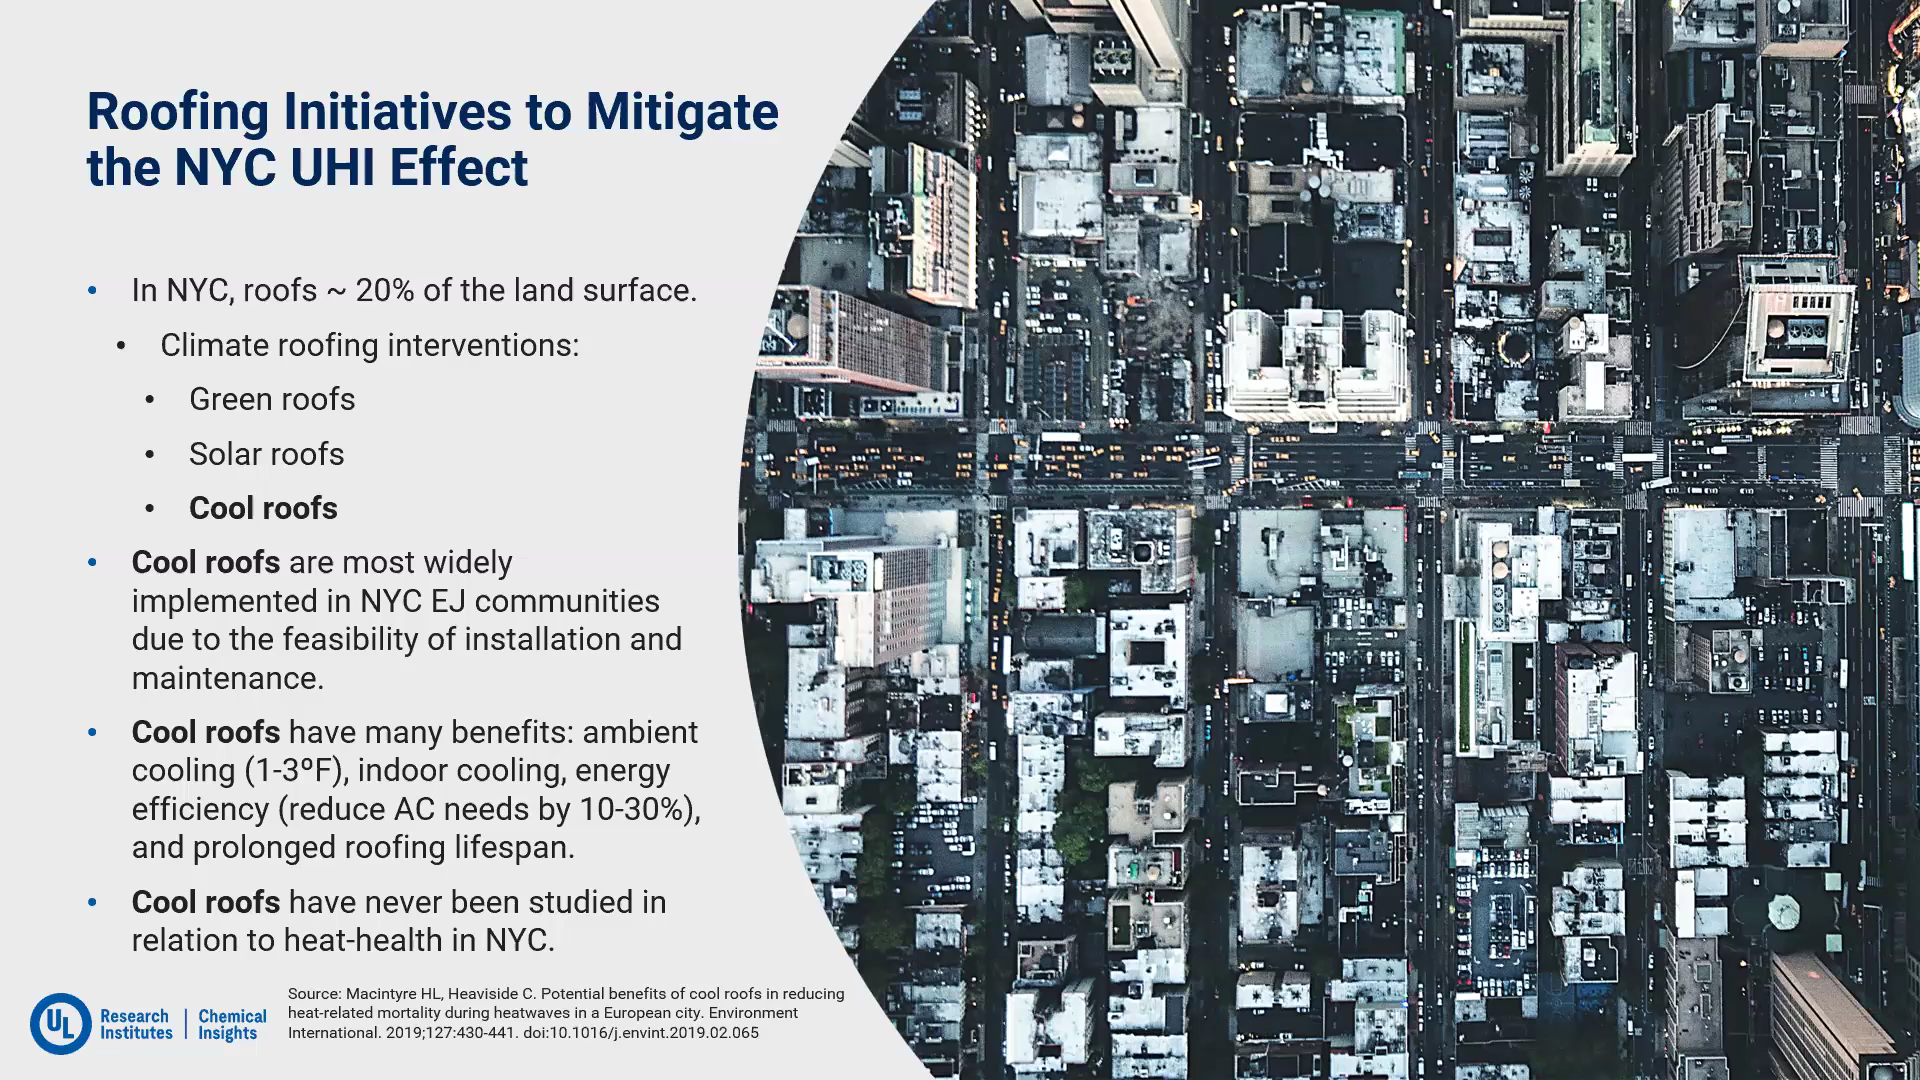 Roofing Initiatives to Mitigate
the NYC UHI Effect
• In NYC, roofs ~ 20% of the land surface.
• Climate roofing interventions:
• Green roofs
• Solar roofs
• Cool roofs
• Cool roofs are most widely
implemented in NYC EJ communities
due to the feasibility of installation and
maintenance.
• Cool roofs have many benefits: ambient
cooling (1-3ºF), indoor cooling, energy
efficiency (reduce AC needs by 10-30%),
and prolonged roofing lifespan.
• Cool roofs have never been studied in
relation to heat-health in NYC.
Source: Macintyre HL, Heaviside C. Potential benefits of cool roofs in reducing
heat-related mortality during heatwaves in a European city. Environment
International. 2019;127:430-441. doi:10.1016/j.envint.2019.02.065
UL
Research
Institutes
Chemical
Insights